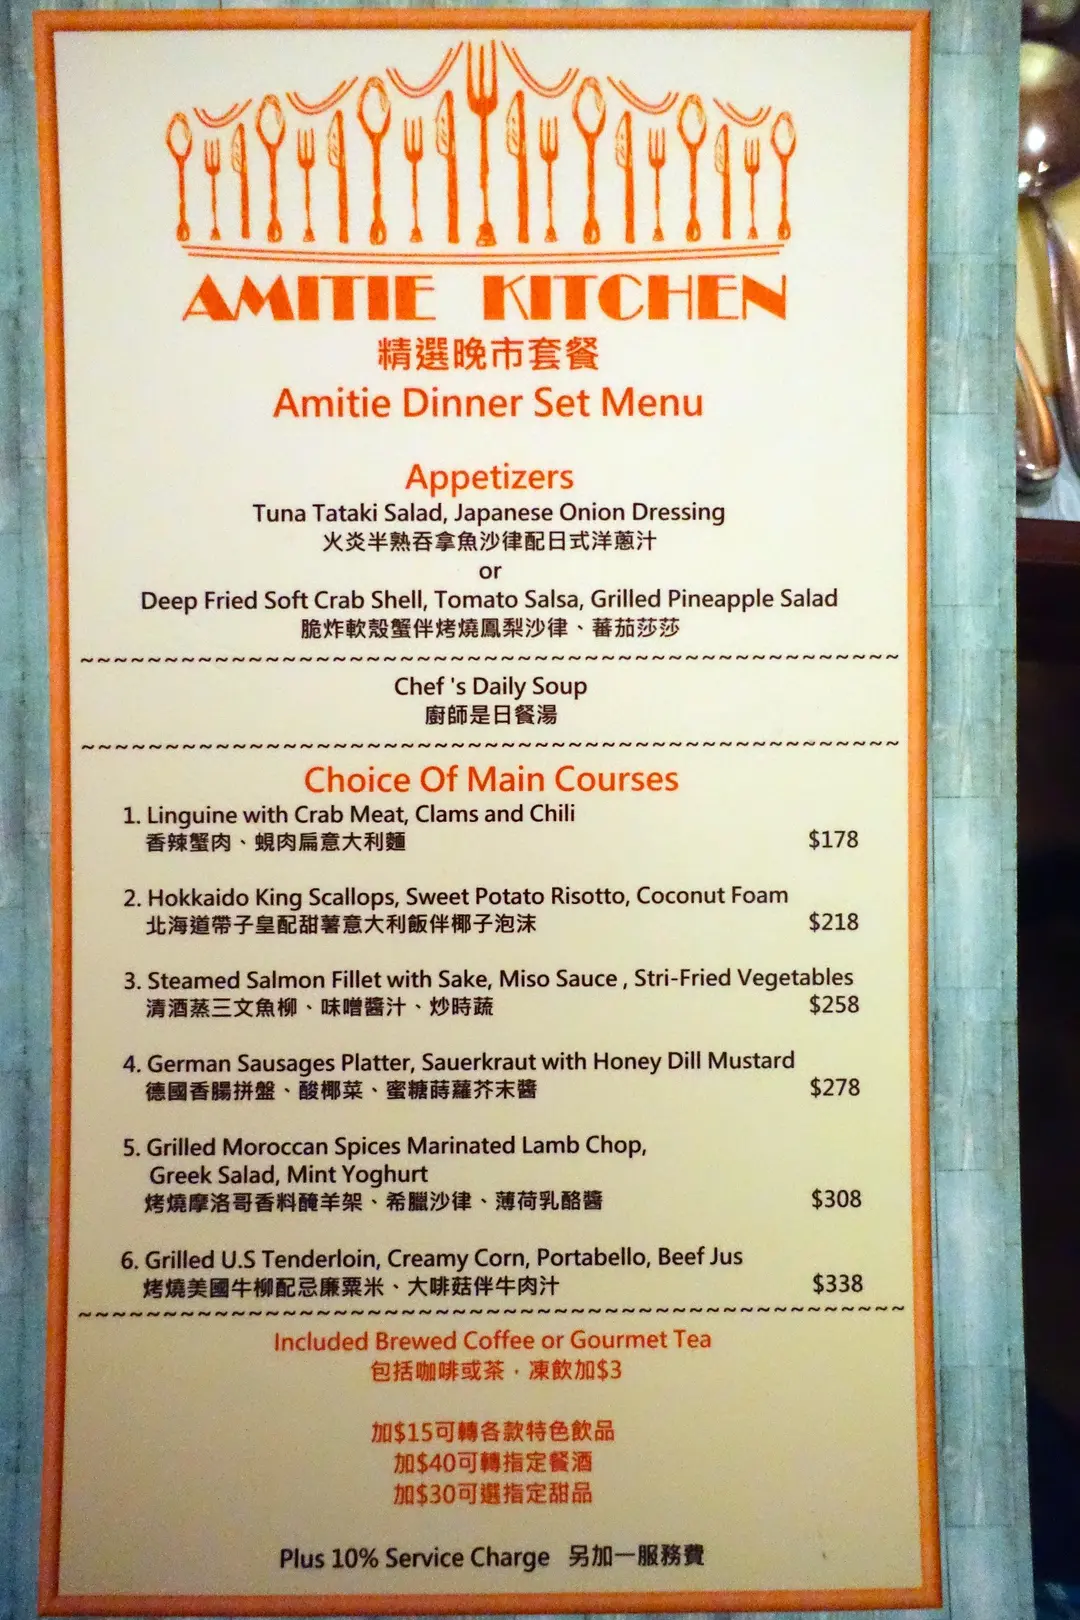 AMITIE KITCHEN
精選晚市套餐
Amitie Dinner Set Menu
Appetizers
Tuna Tataki Salad, Japanese Onion Dressing
火炎半熟吞拿魚沙律配日式洋蔥汁
or
Deep Fried Soft Crab Shell, Tomato Salsa, Grilled Pineapple Salad
脆炸軟殼蟹伴烤燒鳳梨沙律、蕃茄莎莎
~~~~~~~~~~~~~~~~~~~~~~~~~~~~~~~~~~~~~~~~~~~~~~~~~
Chef 's Daily Soup
廚師是日餐湯
~~~~~~~~~~~~~~~~~~~~~~~~~~~~~~~~~~~~~~~~~~~~~~~~~
Choice Of Main Courses
1. Linguine with Crab Meat, Clams and Chili
香辣蟹肉、蜆肉扁意大利麵 $178
2. Hokkaido King Scallops, Sweet Potato Risotto, Coconut Foam
北海道帶子皇配甜薯意大利飯伴椰子泡沫 $218
3. Steamed Salmon Fillet with Sake, Miso Sauce , Stri-Fried Vegetables
清酒蒸三文魚柳、味噌醬汁、炒時蔬 $258
4. German Sausages Platter, Sauerkraut with Honey Dill Mustard
德國香腸拼盤、酸椰菜、蜜糖蒔蘿芥末醬 $278
5. Grilled Moroccan Spices Marinated Lamb Chop,
Greek Salad, Mint Yoghurt
烤燒摩洛哥香料醃羊架、希臘沙律、薄荷乳酪醬 $308
6. Grilled U.S Tenderloin, Creamy Corn, Portabello, Beef Jus
烤燒美國牛柳配忌廉粟米、大啡菇伴牛肉汁 $338
~~~~~~~~~~~~~~~~~~~~~~~~~~~~~~~~~~~~~~~~~~~~~~~~~
Included Brewed Coffee or Gourmet Tea
包括咖啡或茶．凍飲加$3
加$15可轉各款特色飲品
加$40可轉指定餐酒
加$30可選指定甜品
Plus 10% Service Charge 另加一服務費